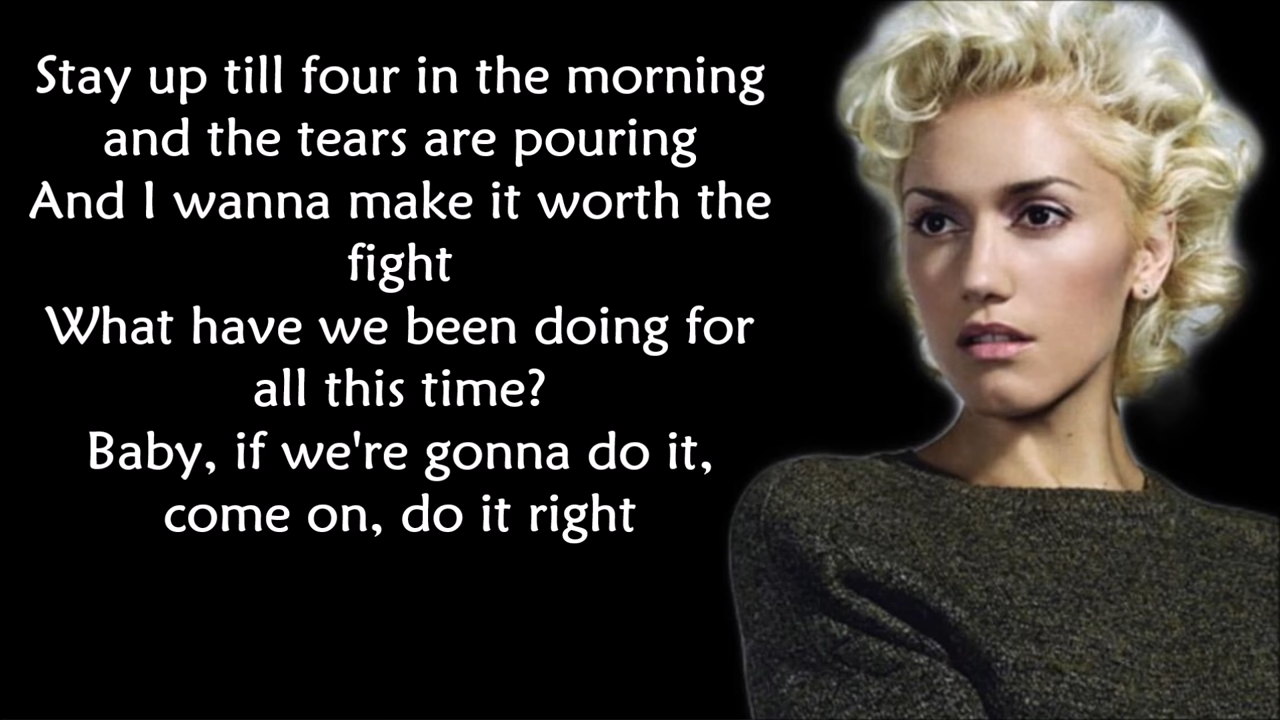 Stay up till four in the morning
and the tears are pouring
And I wanna make it worth the
fight
What have we been doing for
all this time?
Baby, if we're gonna do it,
come on, do it right